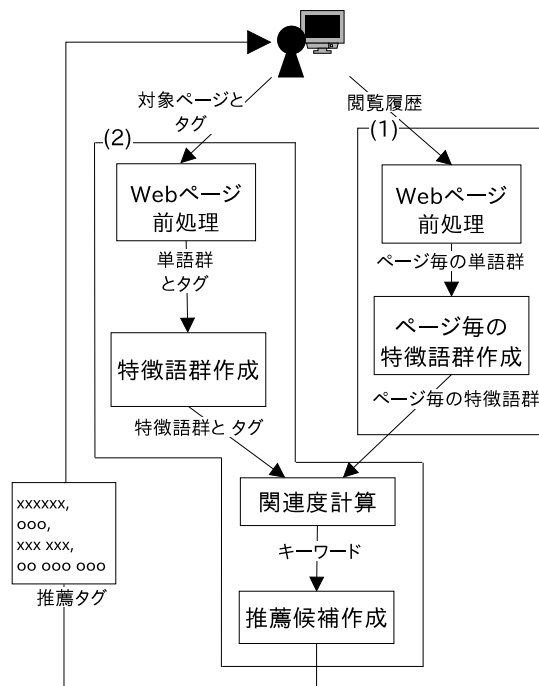 対象ページと
タグ
閲覧履歴
(2)
(1)
Webページ
前処理
Webページ
前処理
単語群
とタグ
ページ毎の単語群
特徴語群作成
ページ毎の
特徴語群作成
特徴語群と タグ
ページ毎の特徴語群
関連度計算
キーワード
推薦候補作成
xxxxxx,
ooo,
xxx xxx,
oo ooo ooo
推薦タグ